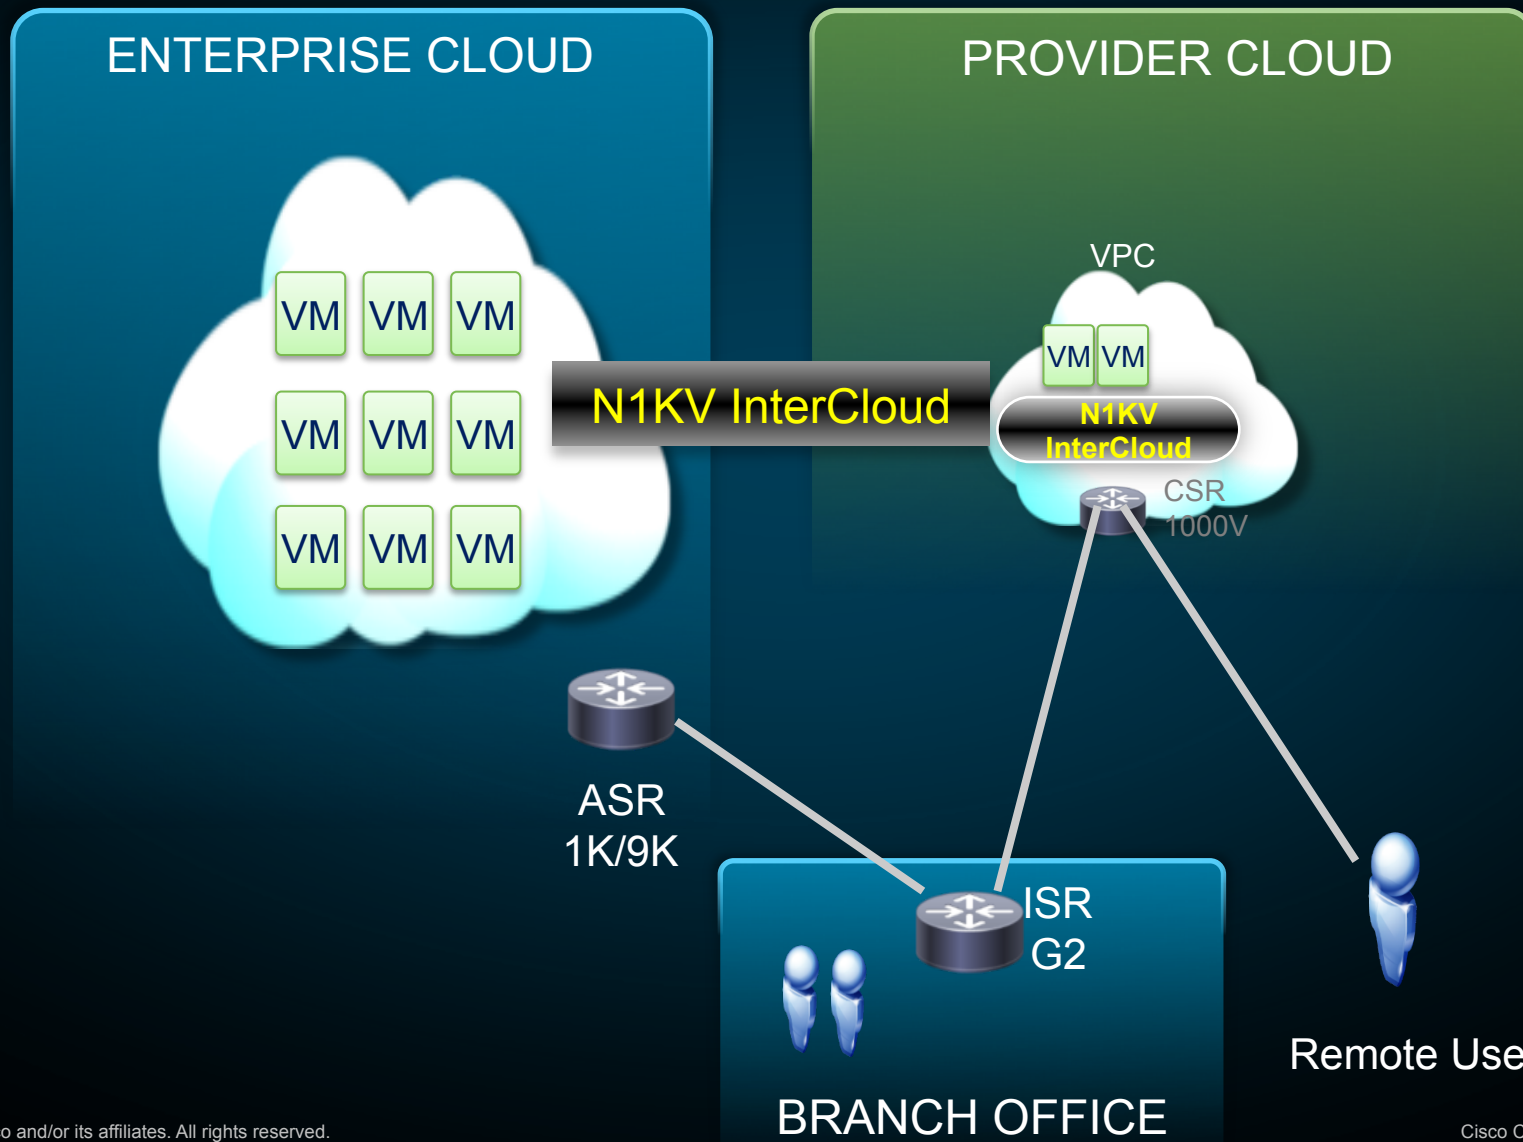 ENTERPRISE CLOUD
PROVIDER CLOUD
VPC
VM VM VM
VM VM
N1KV InterCloud
N1KV
InterCloud
VM VM VM
CSR
1000V
VM VM VM
ASR
1K/9K
ISR
G2
Remote Use
BRANCH OFFICE
o and/or its affiliates. All rights reserved.
Cisco C